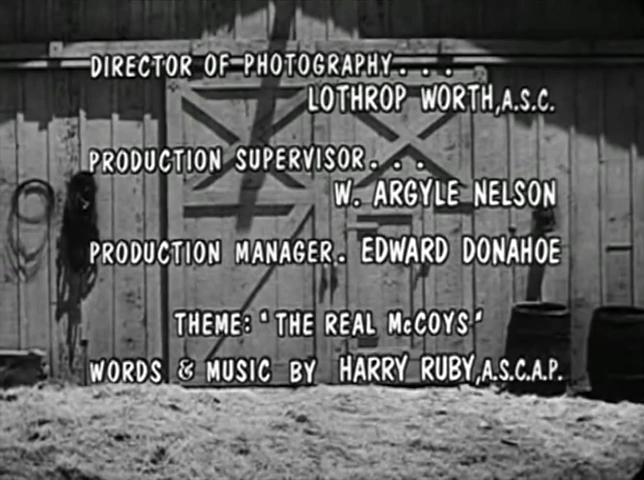 DIRECTOR OF PHOTOGRAPHY...
LOTHROP WORTH, A.S.C.
PRODUCTION SUPERVISOR...
W. ARGYLE NELSON
PRODUCTION MANAGER. EDWARD DONAHOE
THEME: "THE REAL McCOYS"
WORDS & MUSIC BY HARRY RUBY, A.S.C.A.P.